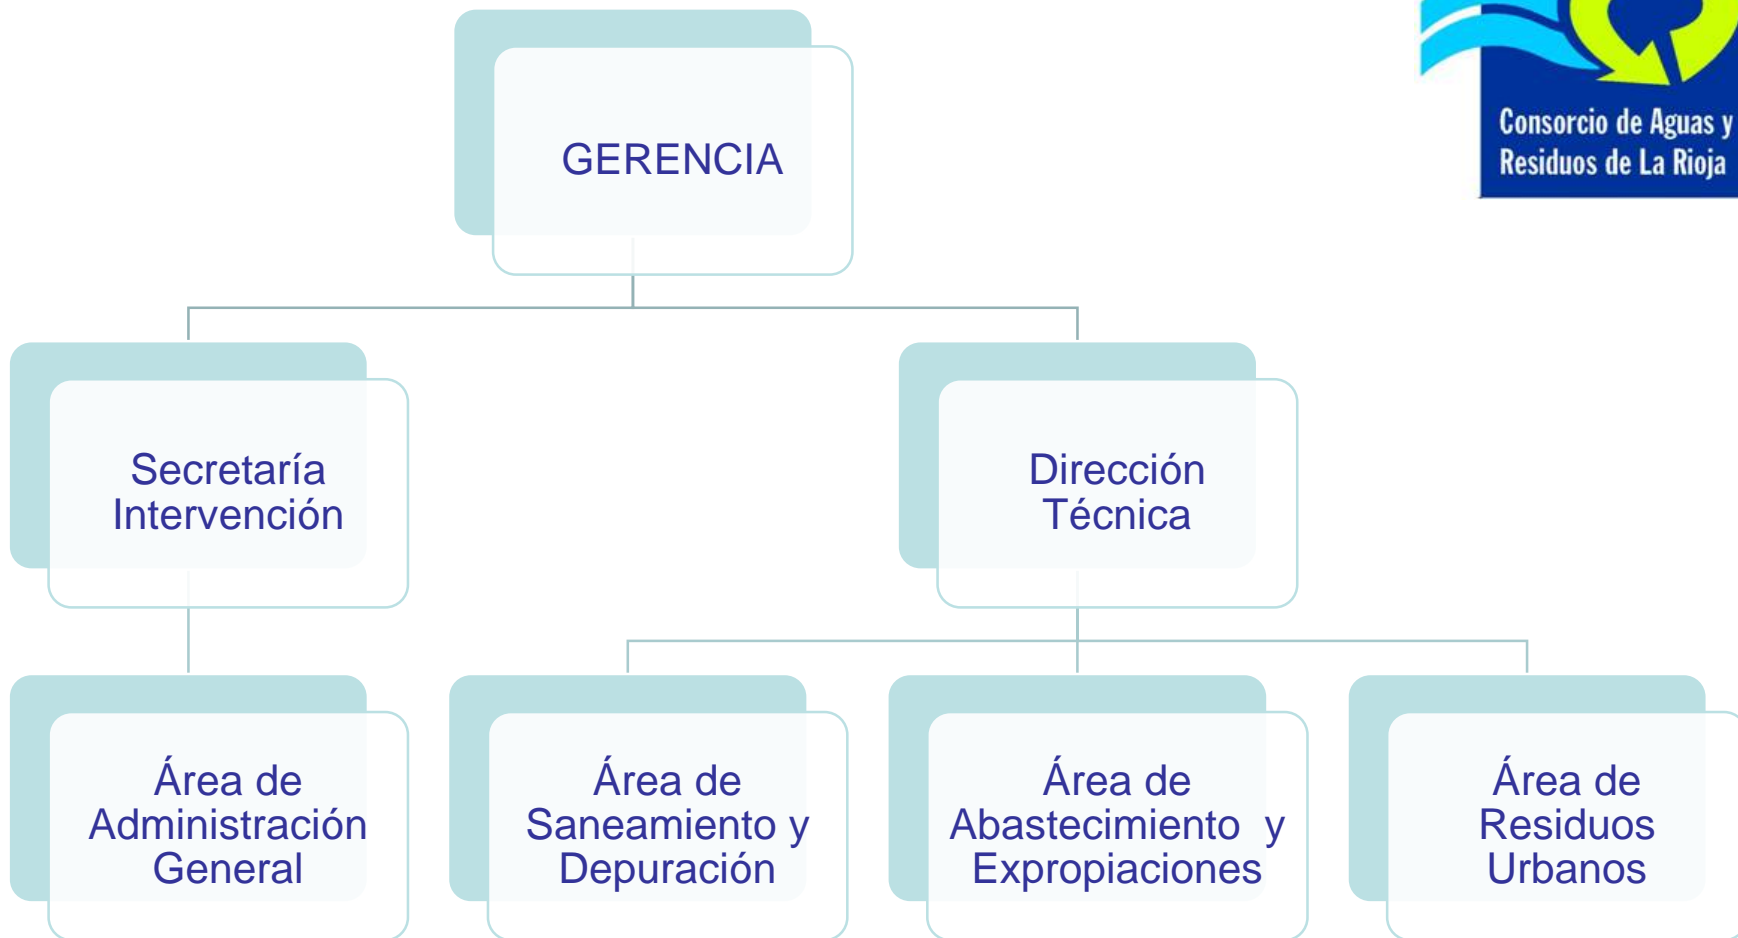 Consorcio de Aguas y
Residuos de La Rioja
GERENCIA
Secretaría
Intervención
Dirección
Técnica
Área de
Administración
General
Área de
Saneamiento y
Depuración
Área de
Abastecimiento y
Expropiaciones
Área de
Residuos
Urbanos